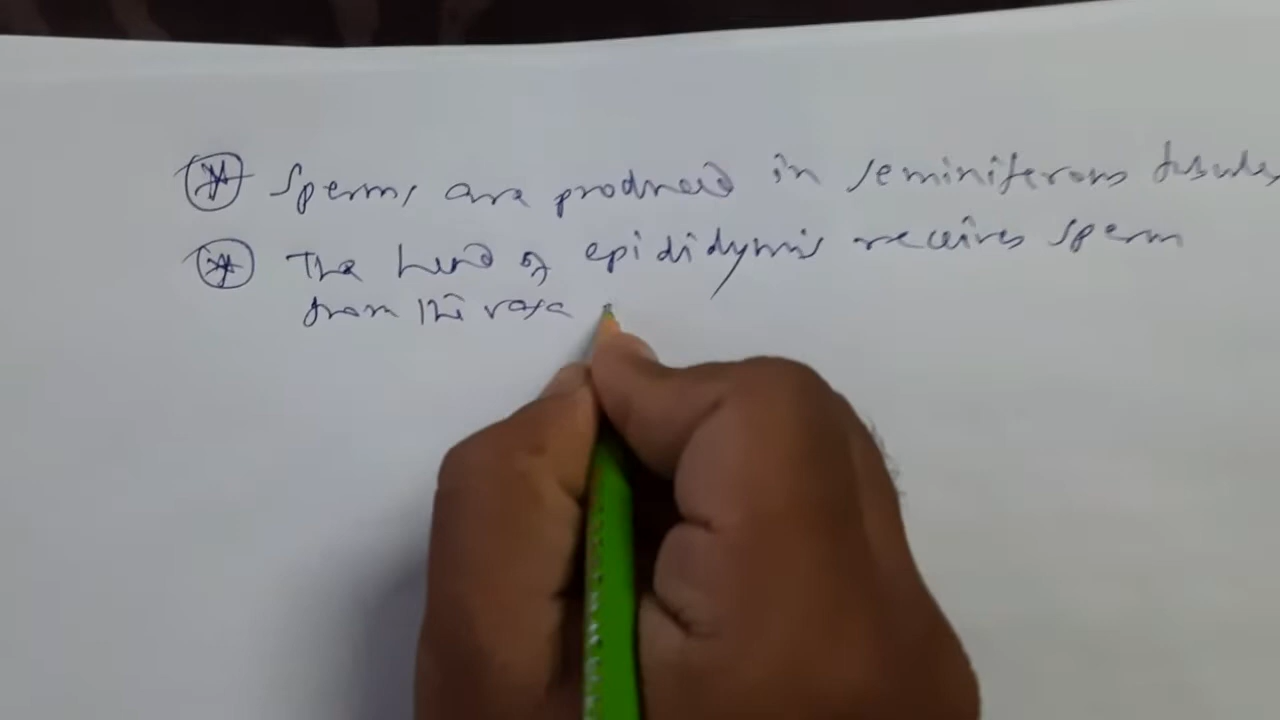 Sperms are produced in seminiferous tubules
The head of epididymis receives sperm
from the vasa